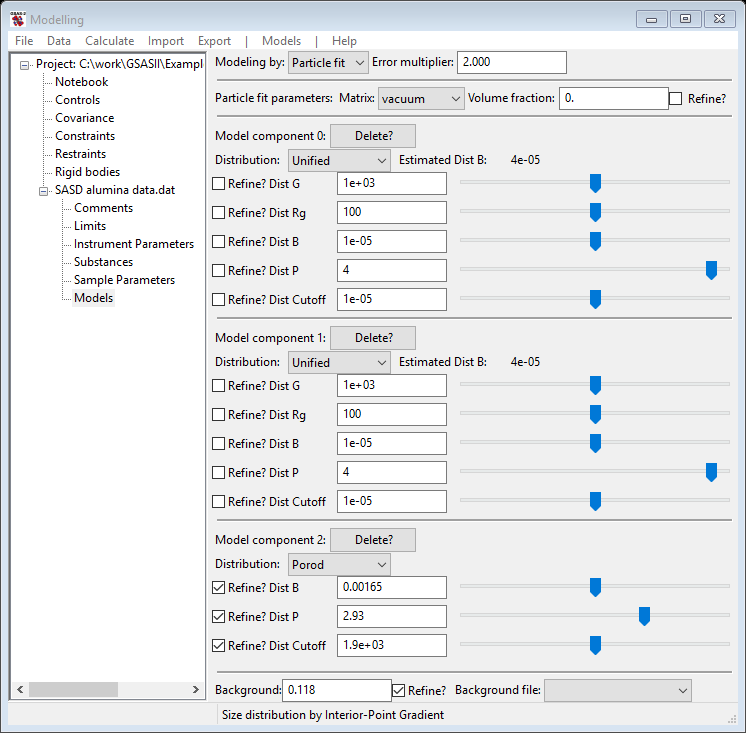 Modelling
File Data Calculate Import Export | Models | Help
Project: C:\work\GSASII\Exampl
Notebook
Controls
Covariance
Constraints
Restraints
Rigid bodies
SASD alumina data.dat
Comments
Limits
Instrument Parameters
Substances
Sample Parameters
Models
Modeling by: Particle fit Error multiplier: 2.000
Particle fit parameters: Matrix: vacuum Volume fraction: 0. Refine?
Model component 0: Delete?
Distribution: Unified Estimated Dist B: 4e-05
Refine? Dist G 1e+03
Refine? Dist Rg 100
Refine? Dist B 1e-05
Refine? Dist P 4
Refine? Dist Cutoff 1e-05
Model component 1: Delete?
Distribution: Unified Estimated Dist B: 4e-05
Refine? Dist G 1e+03
Refine? Dist Rg 100
Refine? Dist B 1e-05
Refine? Dist P 4
Refine? Dist Cutoff 1e-05
Model component 2: Delete?
Distribution: Porod
Refine? Dist B 0.00165
Refine? Dist P 2.93
Refine? Dist Cutoff 1.9e+03
Background: 0.118 Refine? Background file:
Size distribution by Interior-Point Gradient